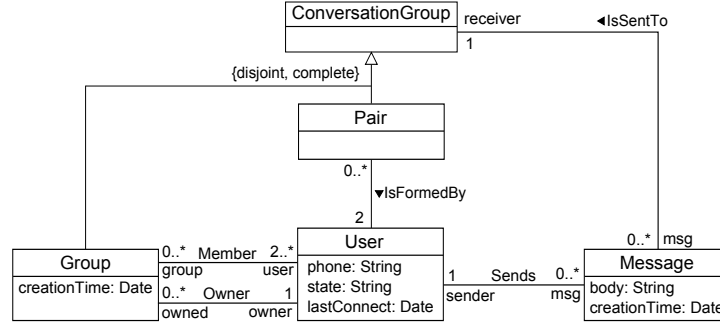 ConversationGroup
receiver
◄IsSentTo
1
{disjoint, complete}
Pair
0..*
▼IsFormedBy
2
0..* msg
Group
creationTime: Date
0..* Member 2..*
group user
0..* Owner 1
owned owner
User
phone: String
state: String
lastConnect: Date
1 Sends 0..*
sender msg
Message
body: String
creationTime: Date